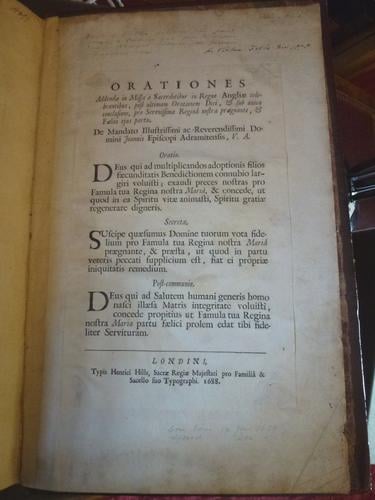 ORATIONES
Addendæ in Missa à Sacerdotibus in Regno Angliæ cele-
brantibus, post ultimam Orationem Diei, & sub unica
conclusione, pro Serenissima Regina nostra prægnante, &
Fælici ejus partu.
De Mandato Illustrissimi ac Reverendissimi Do-
mini Joannis Episcopi Adramitensis, V. A.
Oratio.
DEus qui ad multiplicandos adoptionis filios
fæcunditatis Benedictionem connubio lar-
giri voluisti; exaudi preces nostras pro
Famula tua Regina nostra Mariâ, & concede, ut
quod in ea Spiritu vitæ animasti, Spiritu gratiæ
regenerare digneris.
Secreta,
SUscipe quæsumus Domine tuorum vota fide-
lium pro Famula tua Regina nostra Mariâ
prægnante, & præsta, ut quod in partu
veteris peccati supplicium est, fiat ei propriæ
iniquitatis remedium.
Post-communio.
DEus qui ad Salutem humani generis homo
nasci illæsa Matris integritate voluisti,
concede propitius ut Famula tua Regina
nostra Maria partu fælici prolem edat tibi fide-
liter Servituram.
LONDINI,
Typis Henrici Hills, Sacræ Regiæ Majestati pro Familiâ &
Sacello suo Typographi. 1688.